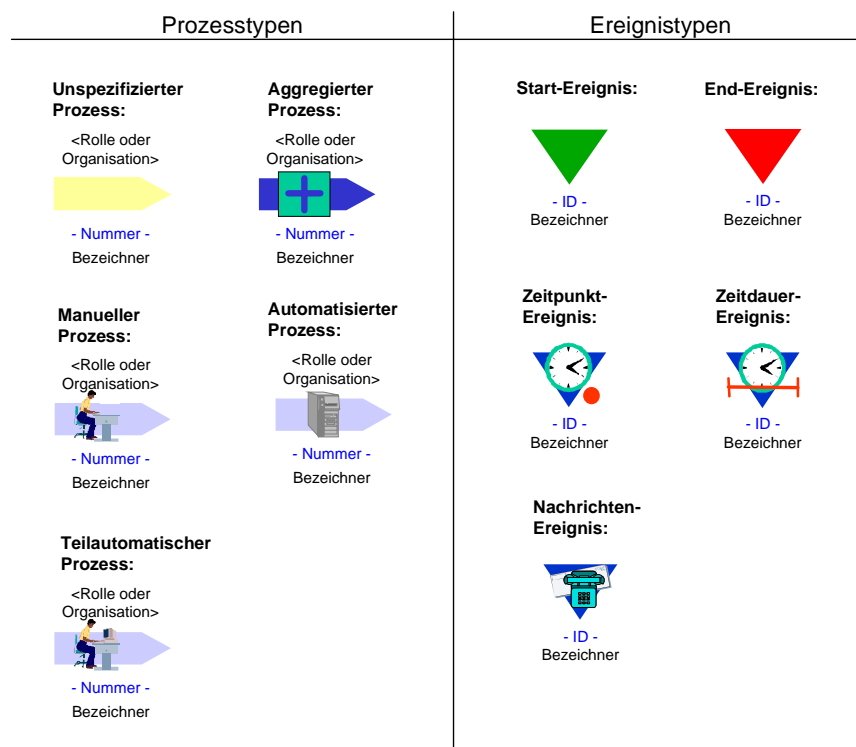 Prozesstypen
Ereignistypen
Unspezifizierter
Prozess:
<Rolle oder
Organisation>
- Nummer -
Bezeichner
Aggregierter
Prozess:
<Rolle oder
Organisation>
- Nummer -
Bezeichner
Manueller
Prozess:
<Rolle oder
Organisation>
- Nummer -
Bezeichner
Automatisierter
Prozess:
<Rolle oder
Organisation>
- Nummer -
Bezeichner
Teilautomatischer
Prozess:
<Rolle oder
Organisation>
- Nummer -
Bezeichner
Start-Ereignis:
- ID -
Bezeichner
End-Ereignis:
- ID -
Bezeichner
Zeitpunkt-
Ereignis:
- ID -
Bezeichner
Zeitdauer-
Ereignis:
- ID -
Bezeichner
Nachrichten-
Ereignis:
- ID -
Bezeichner